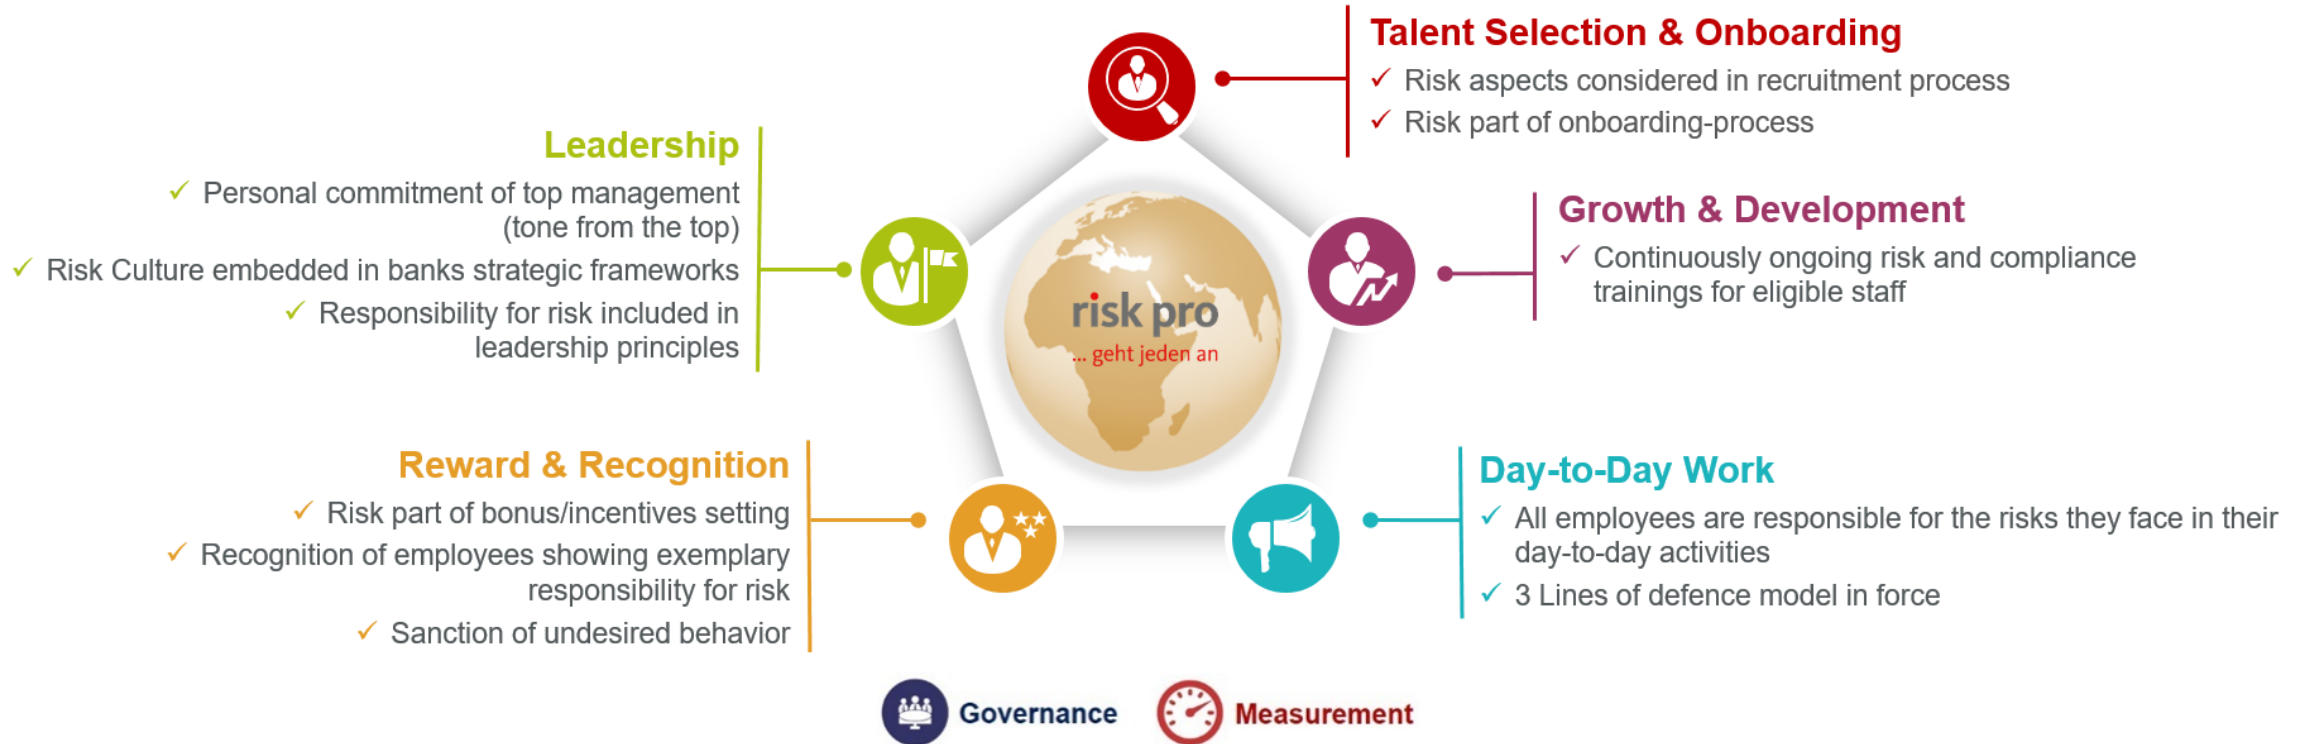 Talent Selection & Onboarding
✓ Risk aspects considered in recruitment process
✓ Risk part of onboarding-process
Leadership
✓ Personal commitment of top management
(tone from the top)
✓ Risk Culture embedded in banks strategic frameworks
✓ Responsibility for risk included in
leadership principles
Growth & Development
✓ Continuously ongoing risk and compliance
trainings for eligible staff
risk pro
... geht jeden an
Reward & Recognition
✓ Risk part of bonus/incentives setting
✓ Recognition of employees showing exemplary
responsibility for risk
✓ Sanction of undesired behavior
Day-to-Day Work
✓ All employees are responsible for the risks they face in their
day-to-day activities
✓ 3 Lines of defence model in force
Governance
Measurement